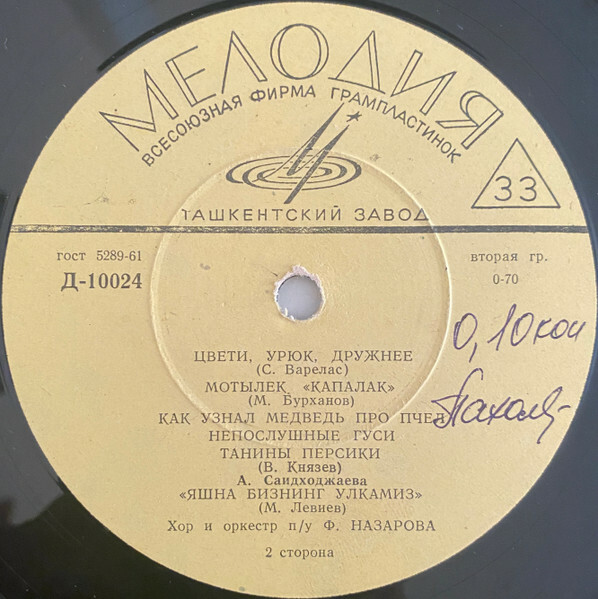 МЕЛОДИЯ
ВСЕСОЮЗНАЯ ФИРМА ГРАМПЛАСТИНОК
33
ТАШКЕНТСКИЙ ЗАВОД
гост 5289-61
Д-10024
вторая гр.
0-70
0,10 коп
ЦВЕТИ, УРЮК, ДРУЖНЕЕ
(С. Варелас)
МОТЫЛЕК «КАПАЛАК»
(М. Бурханов)
КАК УЗНАЛ МЕДВЕДЬ ПРО ПЧЕЛ
НЕПОСЛУШНЫЕ ГУСИ
ТАНИНЫ ПЕРСИКИ
(В. Князев)
А. Саидходжаева
«ЯШНА БИЗНИНГ УЛКАМИЗ»
(М. Левиев)
Хор и оркестр п/у Ф. НАЗАРОВА
2 сторона